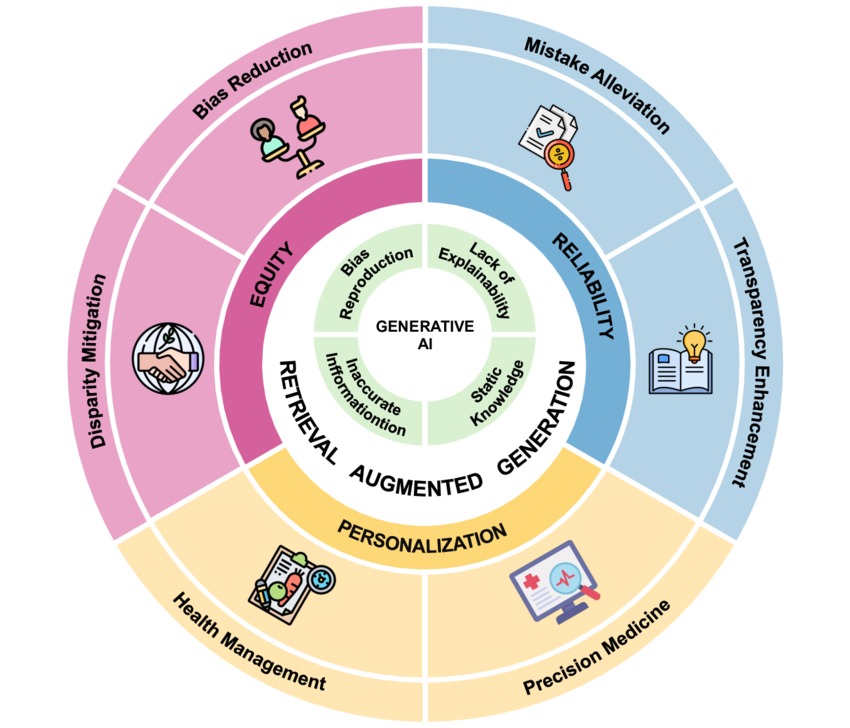 Bias Reduction
Mistake Alleviation
Disparity Mitigation
Transparency Enhancement
Health Management
Precision Medicine
EQUITY
RELIABILITY
PERSONALIZATION
Bias
Reproduction
Lack of
Explainability
GENERATIVE
AI
Inaccurate
Infformationtion
Static
Knowledge
RETRIEVAL AUGMENTED GENERATION